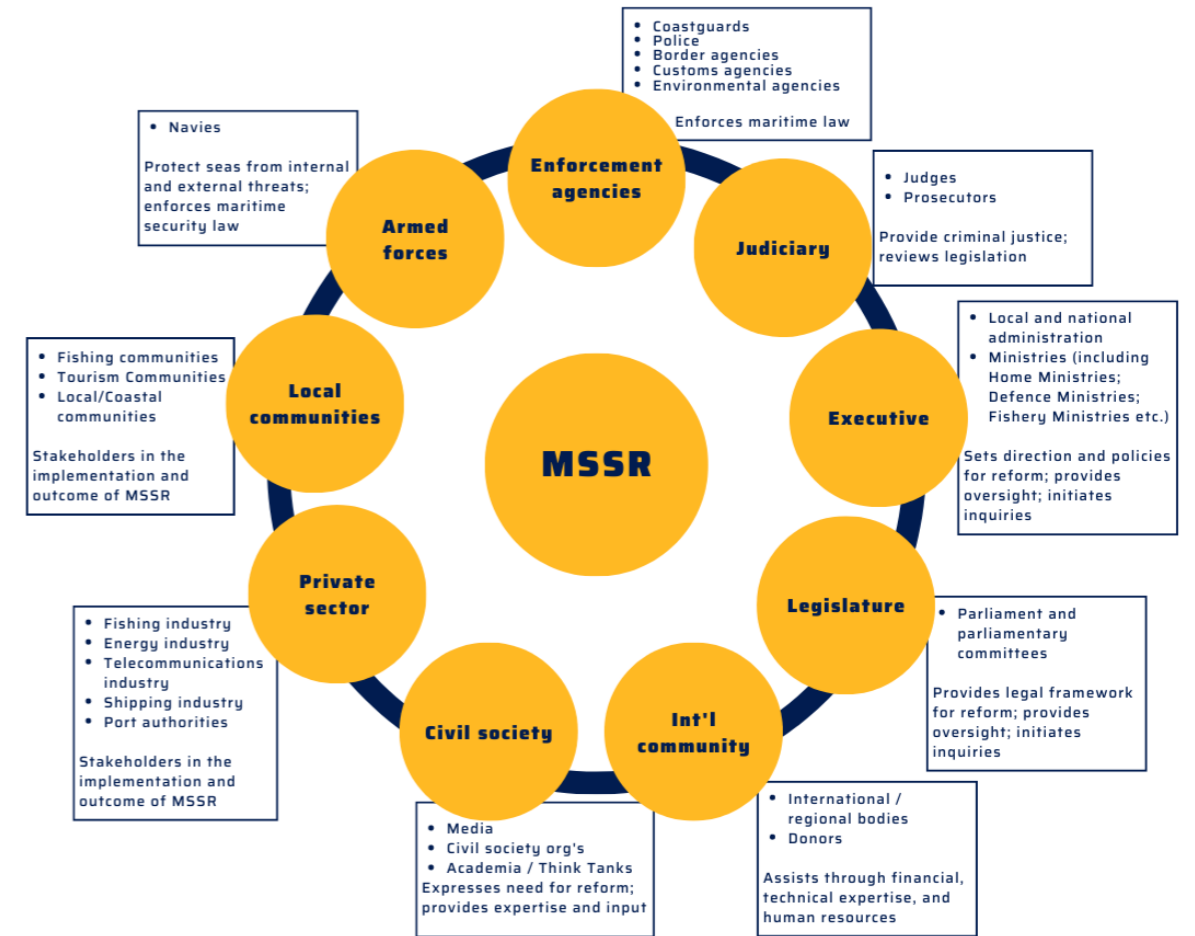 • Coastguards
• Police
• Border agencies
• Customs agencies
• Environmental agencies
Enforces maritime law
Enforcement
agencies
• Navies
Protect seas from internal
and external threats;
enforces maritime
security law
Armed
forces
• Judges
• Prosecutors
Provide criminal justice;
reviews legislation
Judiciary
• Local and national
administration
• Ministries (including
Home Ministries;
Defence Ministries;
Fishery Ministries etc.)
Sets direction and policies
for reform; provides
oversight; initiates
inquiries
Executive
• Fishing communities
• Tourism Communities
• Local/Coastal
communities
Stakeholders in the
implementation and
outcome of MSSR
Local
communities
MSSR
Private
sector
• Fishing industry
• Energy industry
• Telecommunications
industry
• Shipping industry
• Port authorities
Stakeholders in the
implementation and
outcome of MSSR
Legislature
• Parliament and
parliamentary
committees
Provides legal framework
for reform; provides
oversight; initiates
inquiries
Civil society
• Media
• Civil society org's
• Academia / Think Tanks
Expresses need for reform;
provides expertise and input
Int'l
community
• International /
regional bodies
• Donors
Assists through financial,
technical expertise, and
human resources